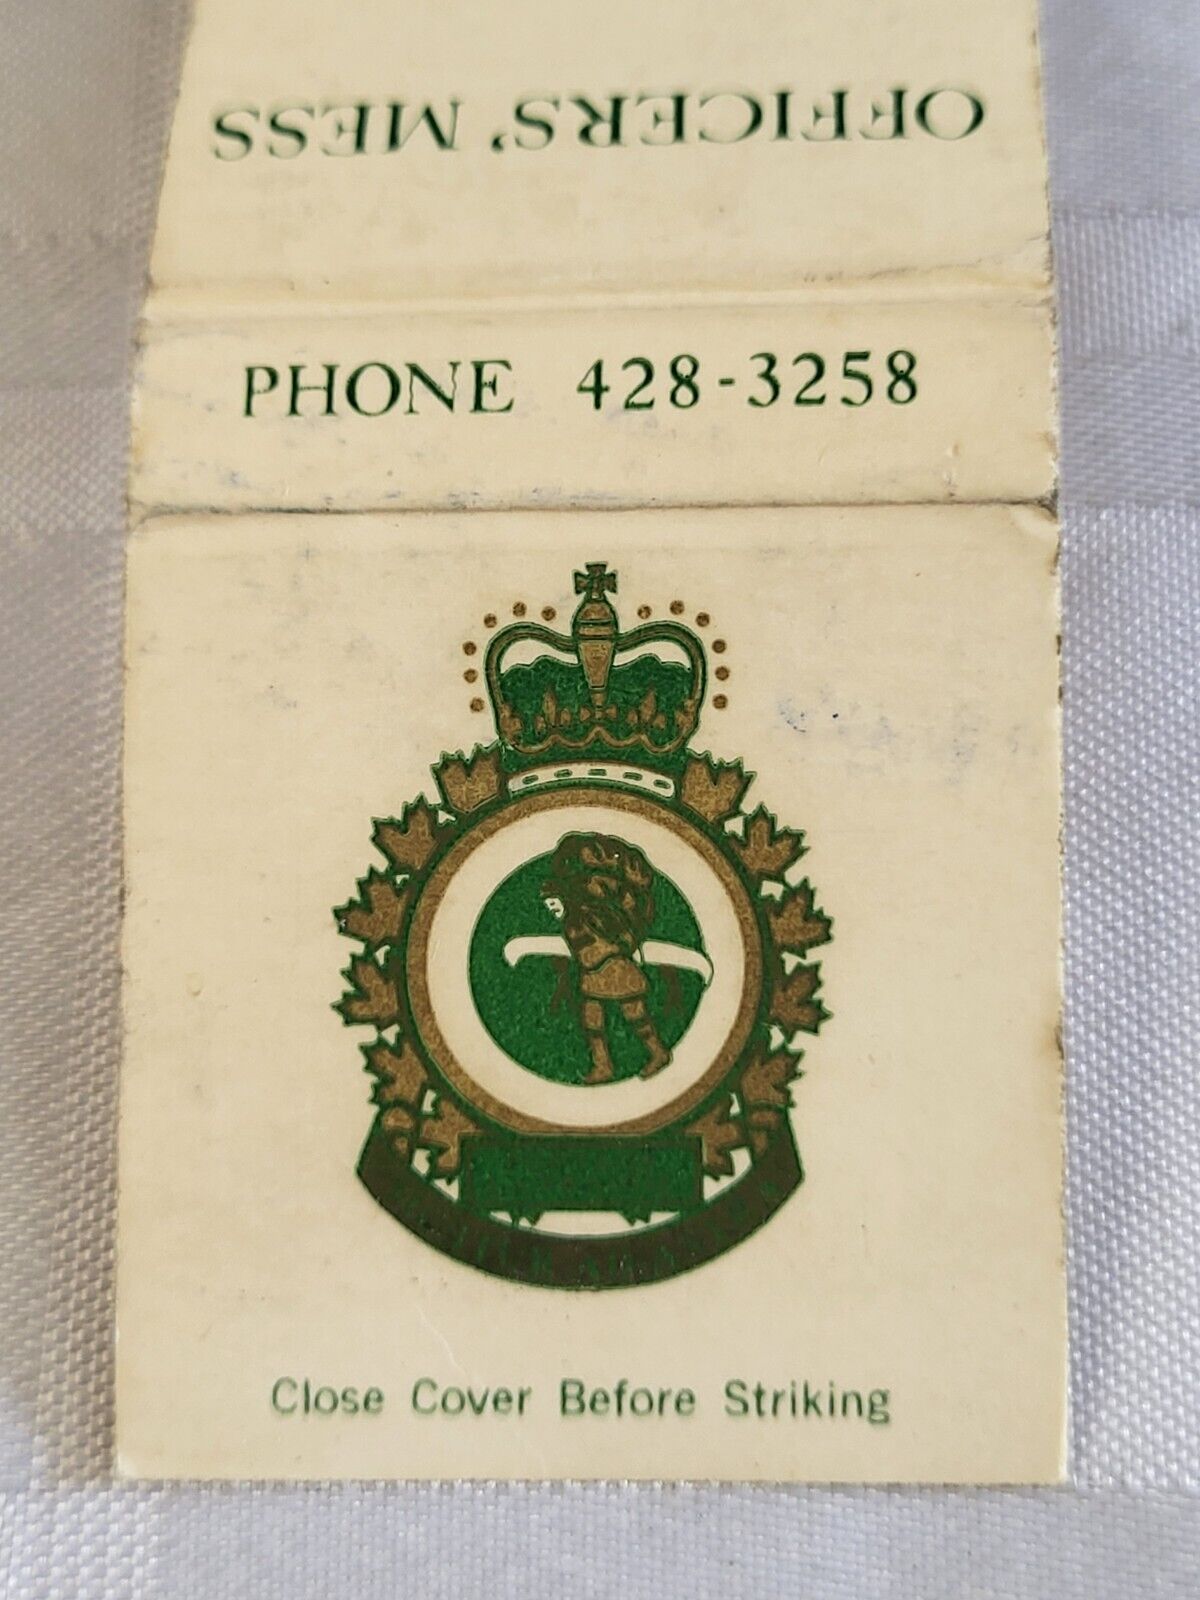 OFFICERS' MESS
PHONE 428-3258
Close Cover Before Striking